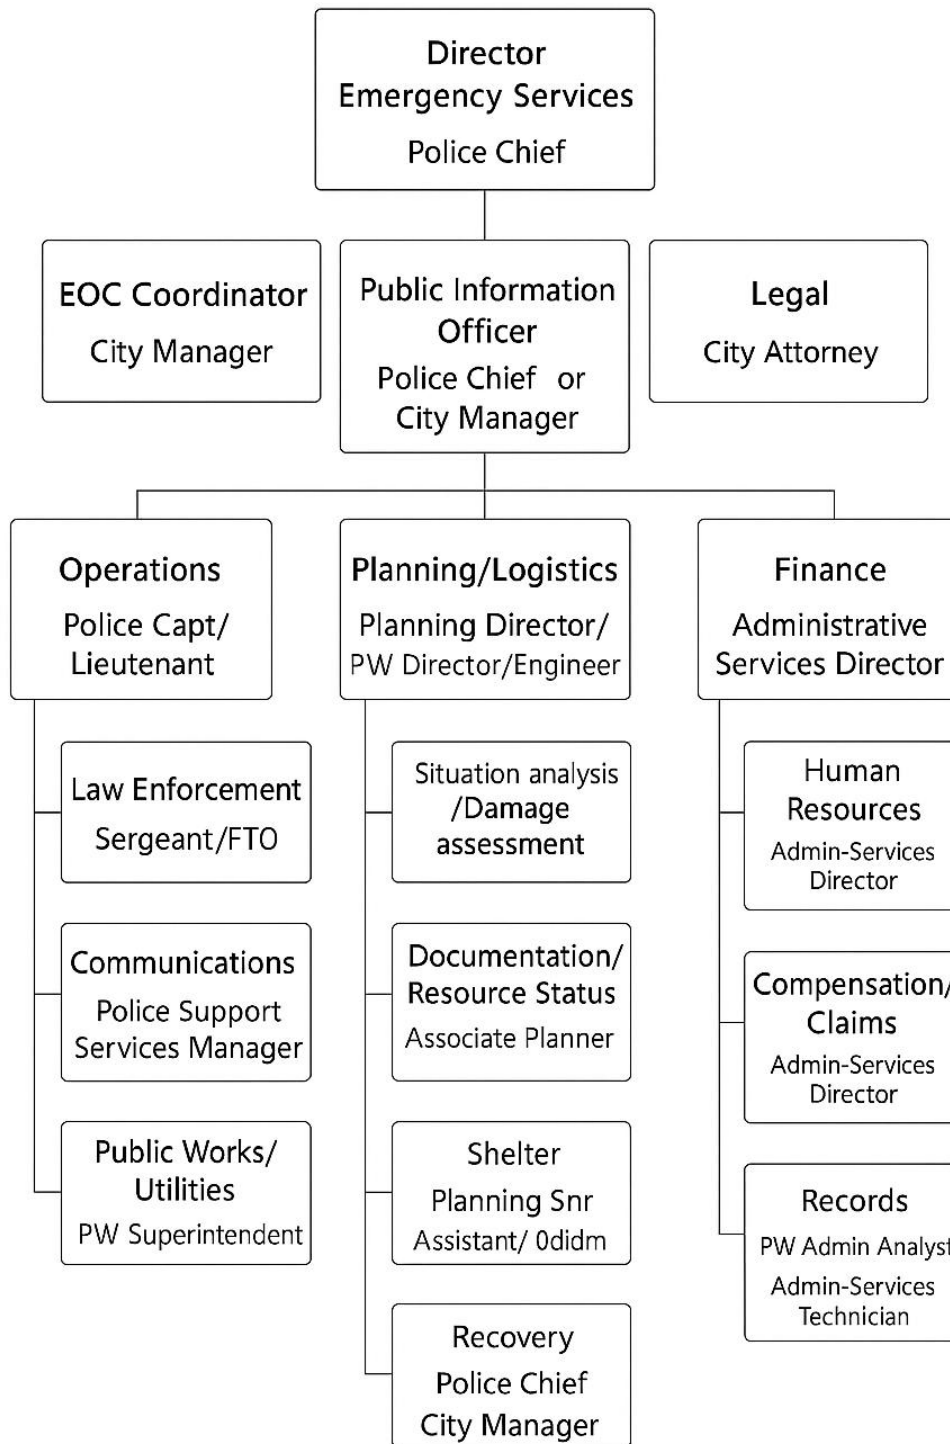 Director
Emergency Services
Police Chief
EOC Coordinator
City Manager
Public Information
Officer
Police Chief or
City Manager
Legal
City Attorney
Operations
Police Capt/
Lieutenant
Planning/Logistics
Planning Director/
PW Director/Engineer
Finance
Administrative
Services Director
Law Enforcement
Sergeant/FTO
Communications
Police Support
Services Manager
Public Works/
Utilities
PW Superintendent
Situation analysis
/Damage
assessment
Documentation/
Resource Status
Associate Planner
Shelter
Planning Snr
Assistant/ 0didm
Recovery
Police Chief
City Manager
Human
Resources
Admin-Services
Director
Compensation/
Claims
Admin-Services
Director
Records
PW Admin Analyst
Admin-Services
Technician